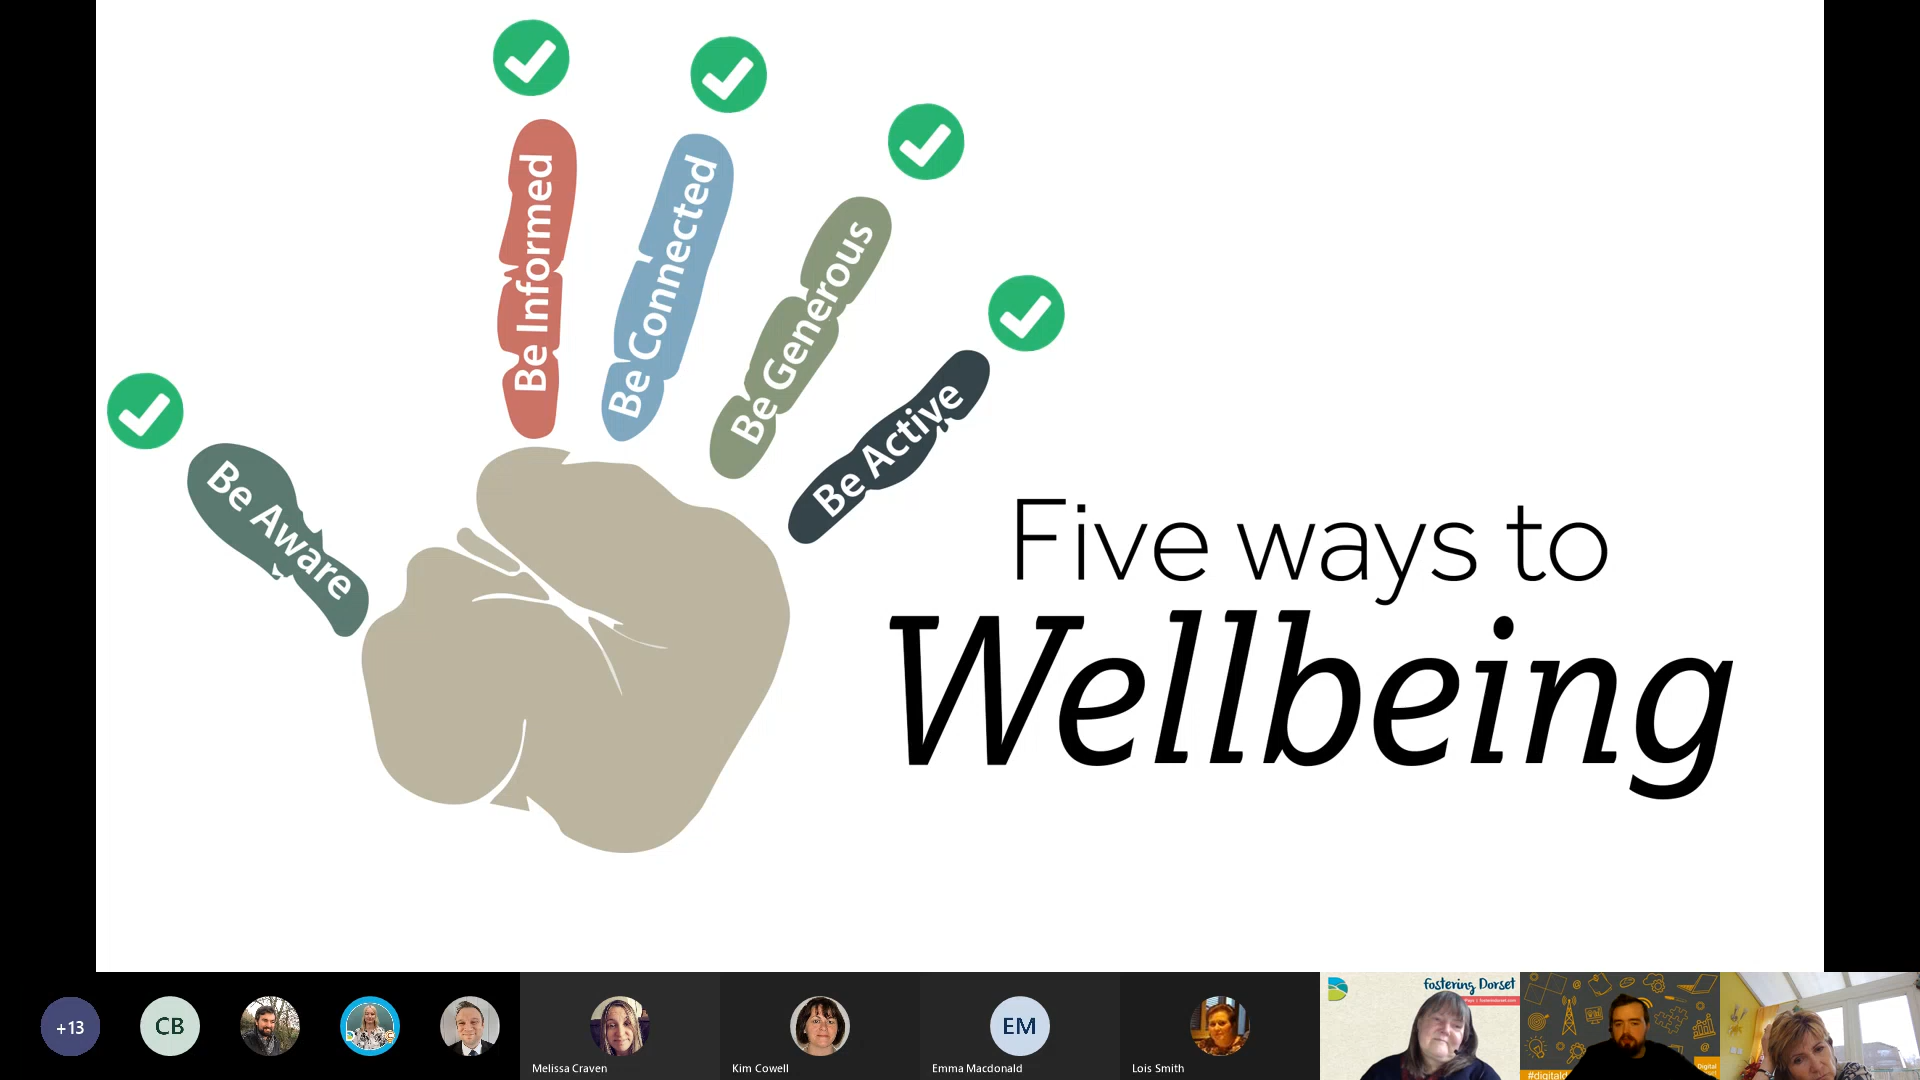 Be Aware
Be Informed
Be Connected
Be Generous
Be Active
Five ways to
Wellbeing
+13
CB
Melissa Craven
Kim Cowell
EM
Emma Macdonald
Lois Smith
fostering Dorset
Digital